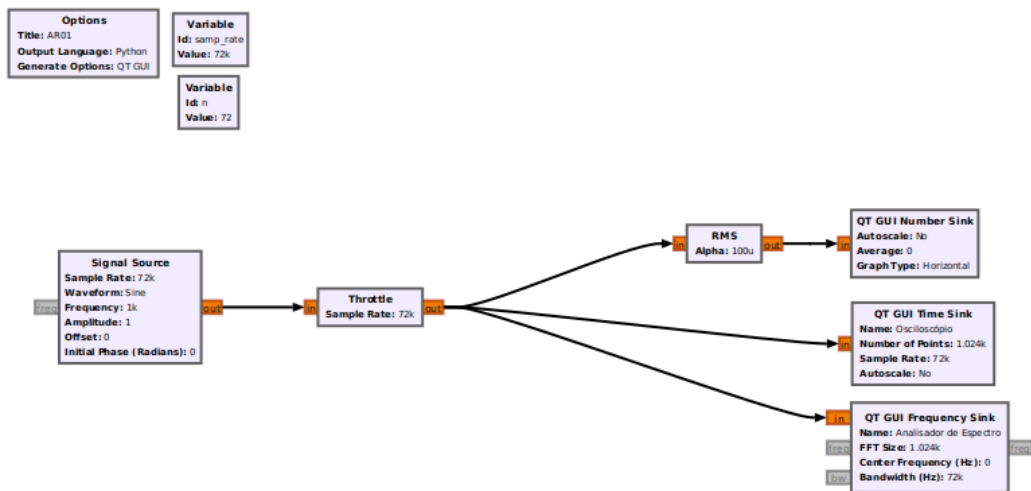 Options
Title: AR01
Output Language: Python
Generate Options: QT GUI
Variable
Id: samp_rate
Value: 72k
Variable
Id: n
Value: 72
Signal Source
Sample Rate: 72k
Waveform: Sine
Frequency: 1k
Amplitude: 1
Offset: 0
Initial Phase (Radians): 0
freq
out
in
Throttle
Sample Rate: 72k
out
in
RMS
Alpha: 100u
out
in
QT GUI Number Sink
Autoscale: No
Average: 0
Graph Type: Horizontal
in
QT GUI Time Sink
Name: Osciloscópio
Number of Points: 1.024k
Sample Rate: 72k
Autoscale: No
in
freq
bw
QT GUI Frequency Sink
Name: Analisador de Espectro
FFT Size: 1.024k
Center Frequency (Hz): 0
Bandwidth (Hz): 72k
freq